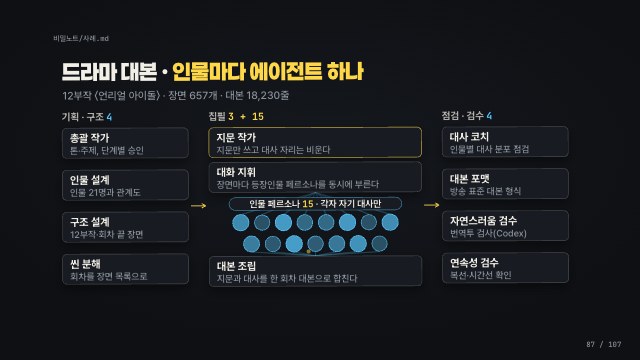 비밀노트/사례.md
드라마 대본 · 인물마다 에이전트 하나
12부작 〈언리얼 아이돌〉 · 장면 657개 · 대본 18,230줄
기획 · 구조 4
총괄 작가
톤·주제, 단계별 승인
인물 설계
인물 21명과 관계도
구조 설계
12부작·회차 끝 장면
씬 분해
회차를 장면 목록으로
집필 3 + 15
지문 작가
지문만 쓰고 대사 자리는 비운다
대화 지휘
장면마다 등장인물 페르소나를 동시에 부른다
인물 페르소나 15 · 각자 자기 대사만
대본 조립
지문과 대사를 한 회차 대본으로 합친다
점검 · 검수 4
대사 코치
인물별 대사 분포 점검
대본 포맷
방송 표준 대본 형식
자연스러움 검수
번역투 검사(Codex)
연속성 검수
복선·시간선 확인
87 / 107